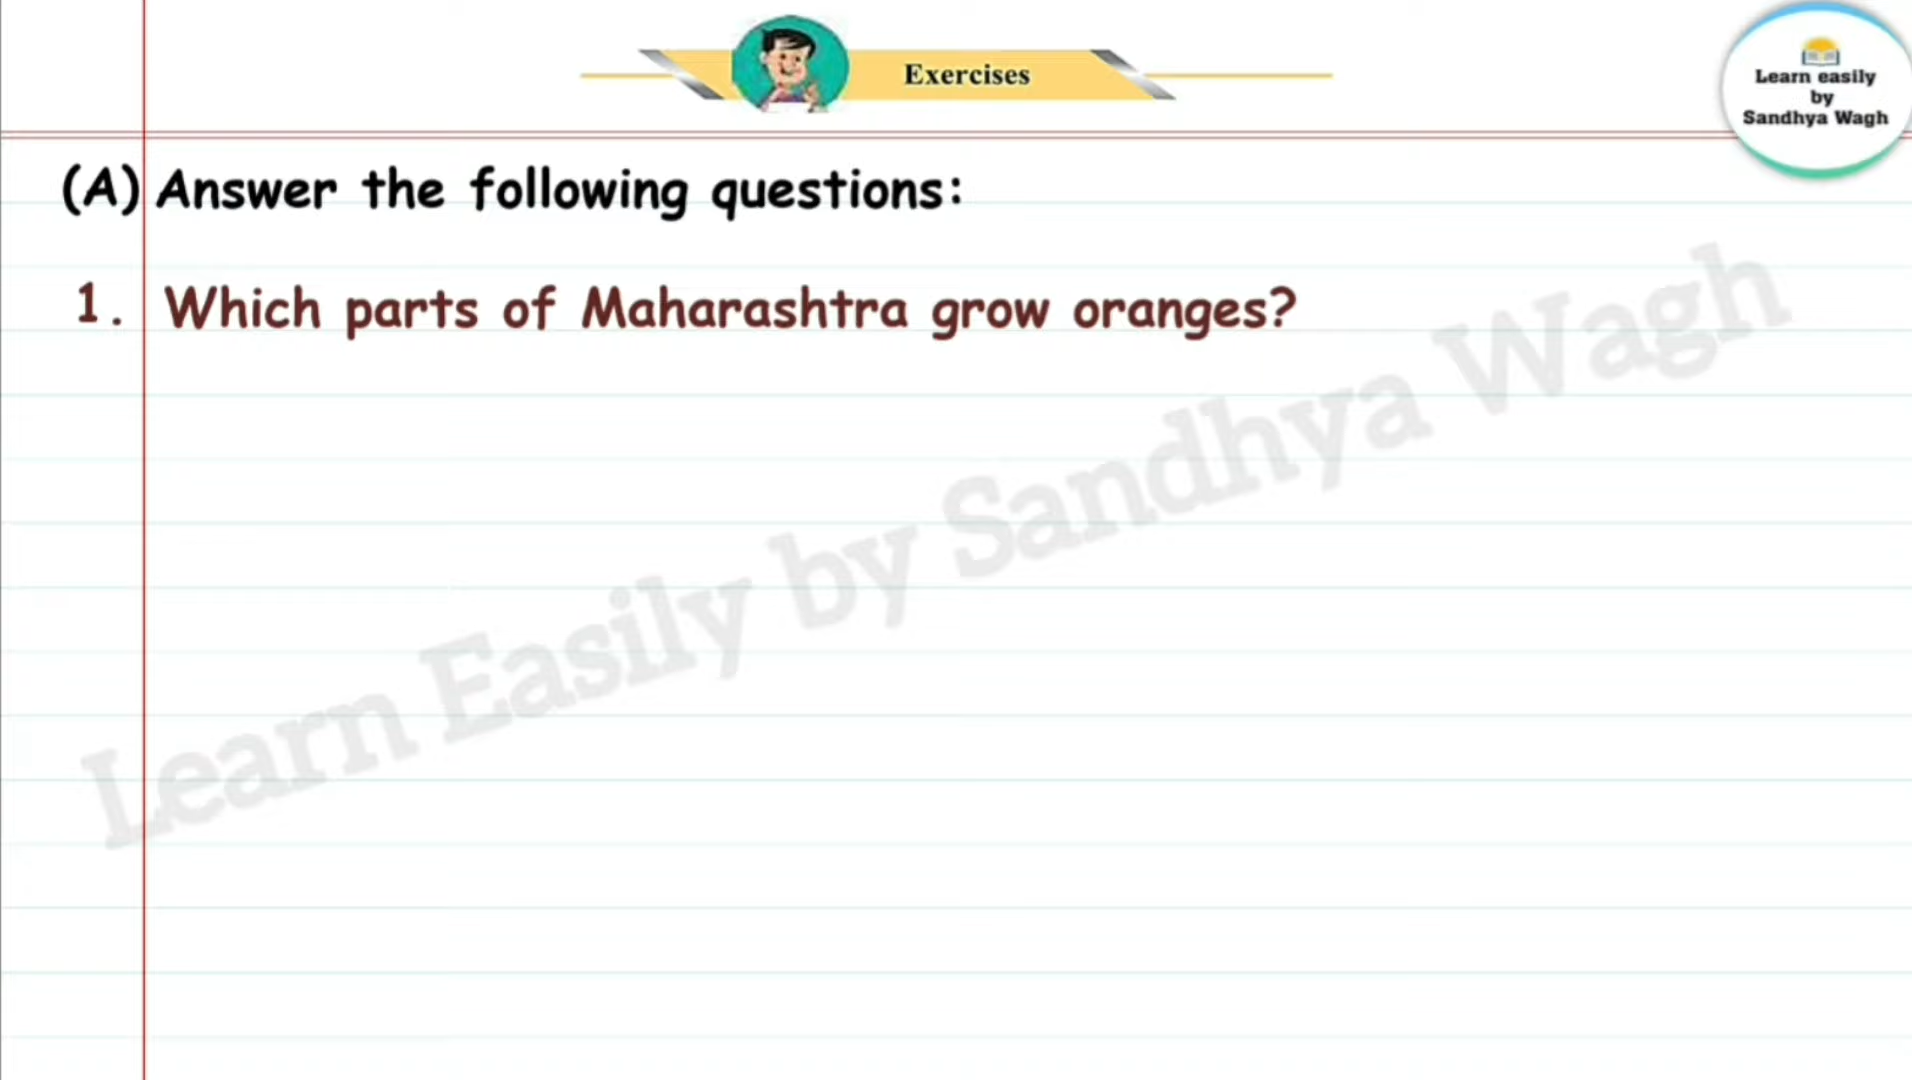 Exercises
Learn easily
by
Sandhya Wagh
(A) Answer the following questions:
1. Which parts of Maharashtra grow oranges?
Learn Easily by Sandhya Wagh